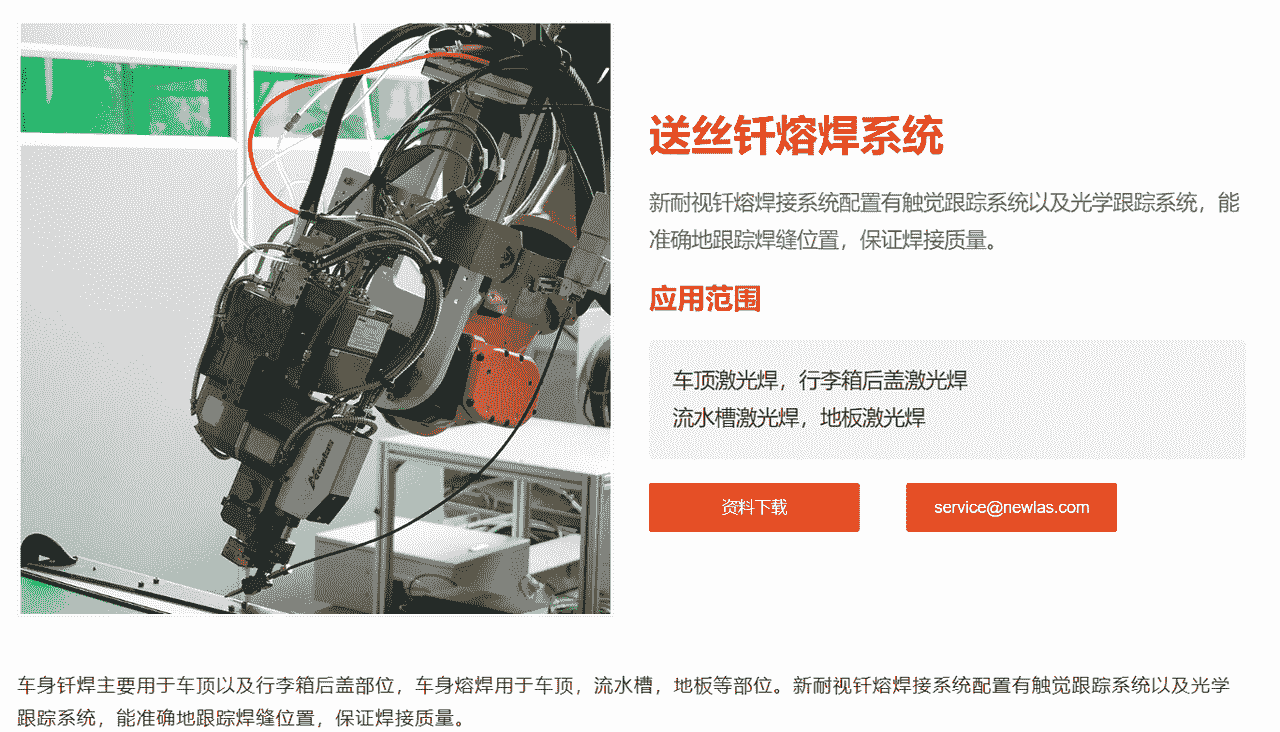 Newlas
送丝钎熔焊系统
新耐视钎熔焊接系统配置有触觉跟踪系统以及光学跟踪系统，能
准确地跟踪焊缝位置，保证焊接质量。
应用范围
车顶激光焊，行李箱后盖激光焊
流水槽激光焊，地板激光焊
资料下载
service@newlas.com
车身钎焊主要用于车顶以及行李箱后盖部位，车身熔焊用于车顶，流水槽，地板等部位。新耐视钎熔焊接系统配置有触觉跟踪系统以及光学
跟踪系统，能准确地跟踪焊缝位置，保证焊接质量。